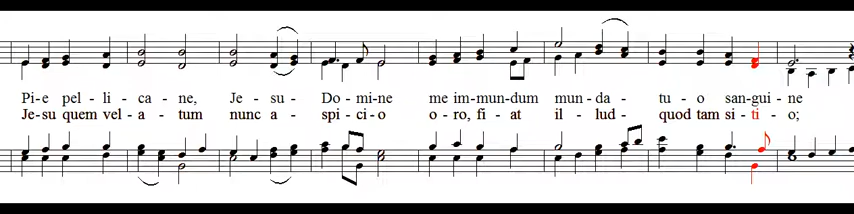 Pi-e pel - li - ca - ne, Je - su - Do - mi-ne me im-mun-dum mun - da - tu - o san-gui - ne
Je-su quem vel - a - tum nunc a - spi - ci - o o - ro, fi - at il - lud - quod tam si - ti - o;